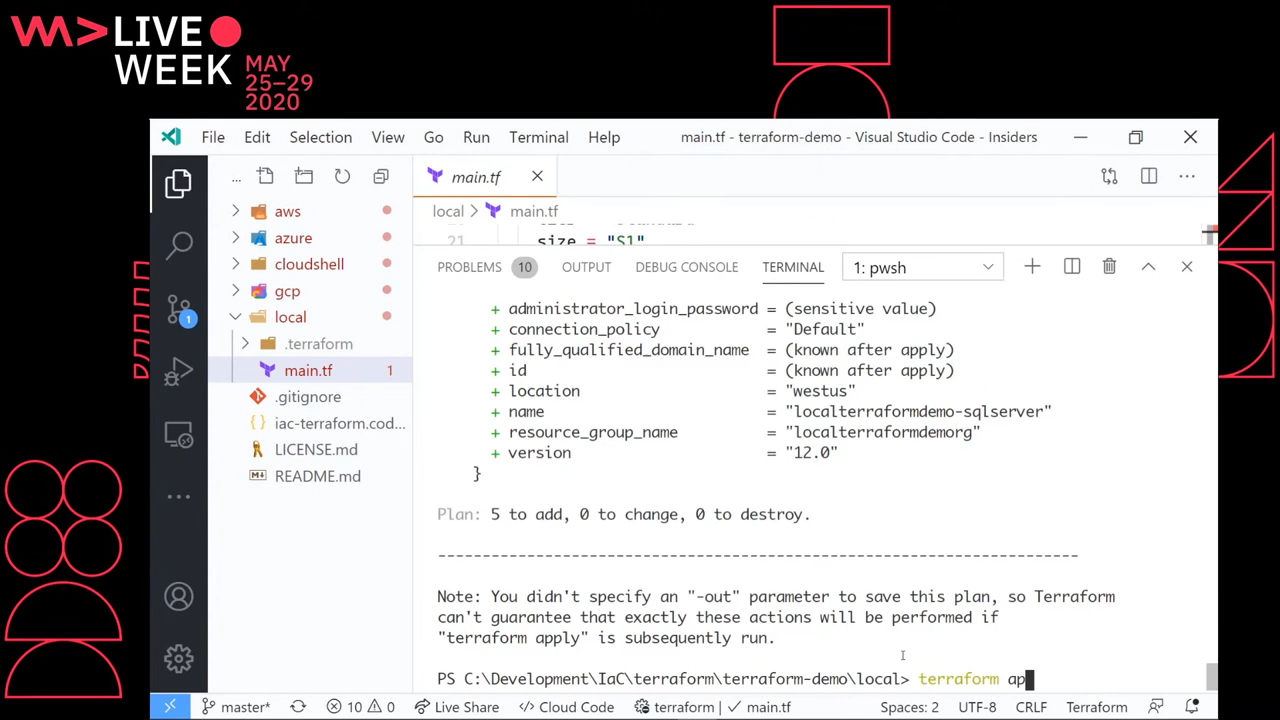 LIVE
WEEK
MAY
25–29
2020
File Edit Selection View Go Run Terminal Help main.tf - terraform-demo - Visual Studio Code - Insiders
... main.tf
aws
azure
cloudshell
gcp
local
.terraform
main.tf 1
.gitignore
iac-terraform.cod...
LICENSE.md
README.md
1
local > main.tf
21 size = "S1"
PROBLEMS 10 OUTPUT DEBUG CONSOLE TERMINAL 1: pwsh
+ administrator_login_password = (sensitive value)
+ connection_policy = "Default"
+ fully_qualified_domain_name = (known after apply)
+ id = (known after apply)
+ location = "westus"
+ name = "localterraformdemo-sqlserver"
+ resource_group_name = "localterraformdemorg"
+ version = "12.0"
}
Plan: 5 to add, 0 to change, 0 to destroy.
------------------------------------------------------------------------
Note: You didn't specify an "-out" parameter to save this plan, so Terraform
can't guarantee that exactly these actions will be performed if
"terraform apply" is subsequently run.
PS C:\Development\IaC\terraform\terraform-demo\local> terraform ap
master* 10 0 Live Share Cloud Code terraform | ✓ main.tf Spaces: 2 UTF-8 CRLF Terraform